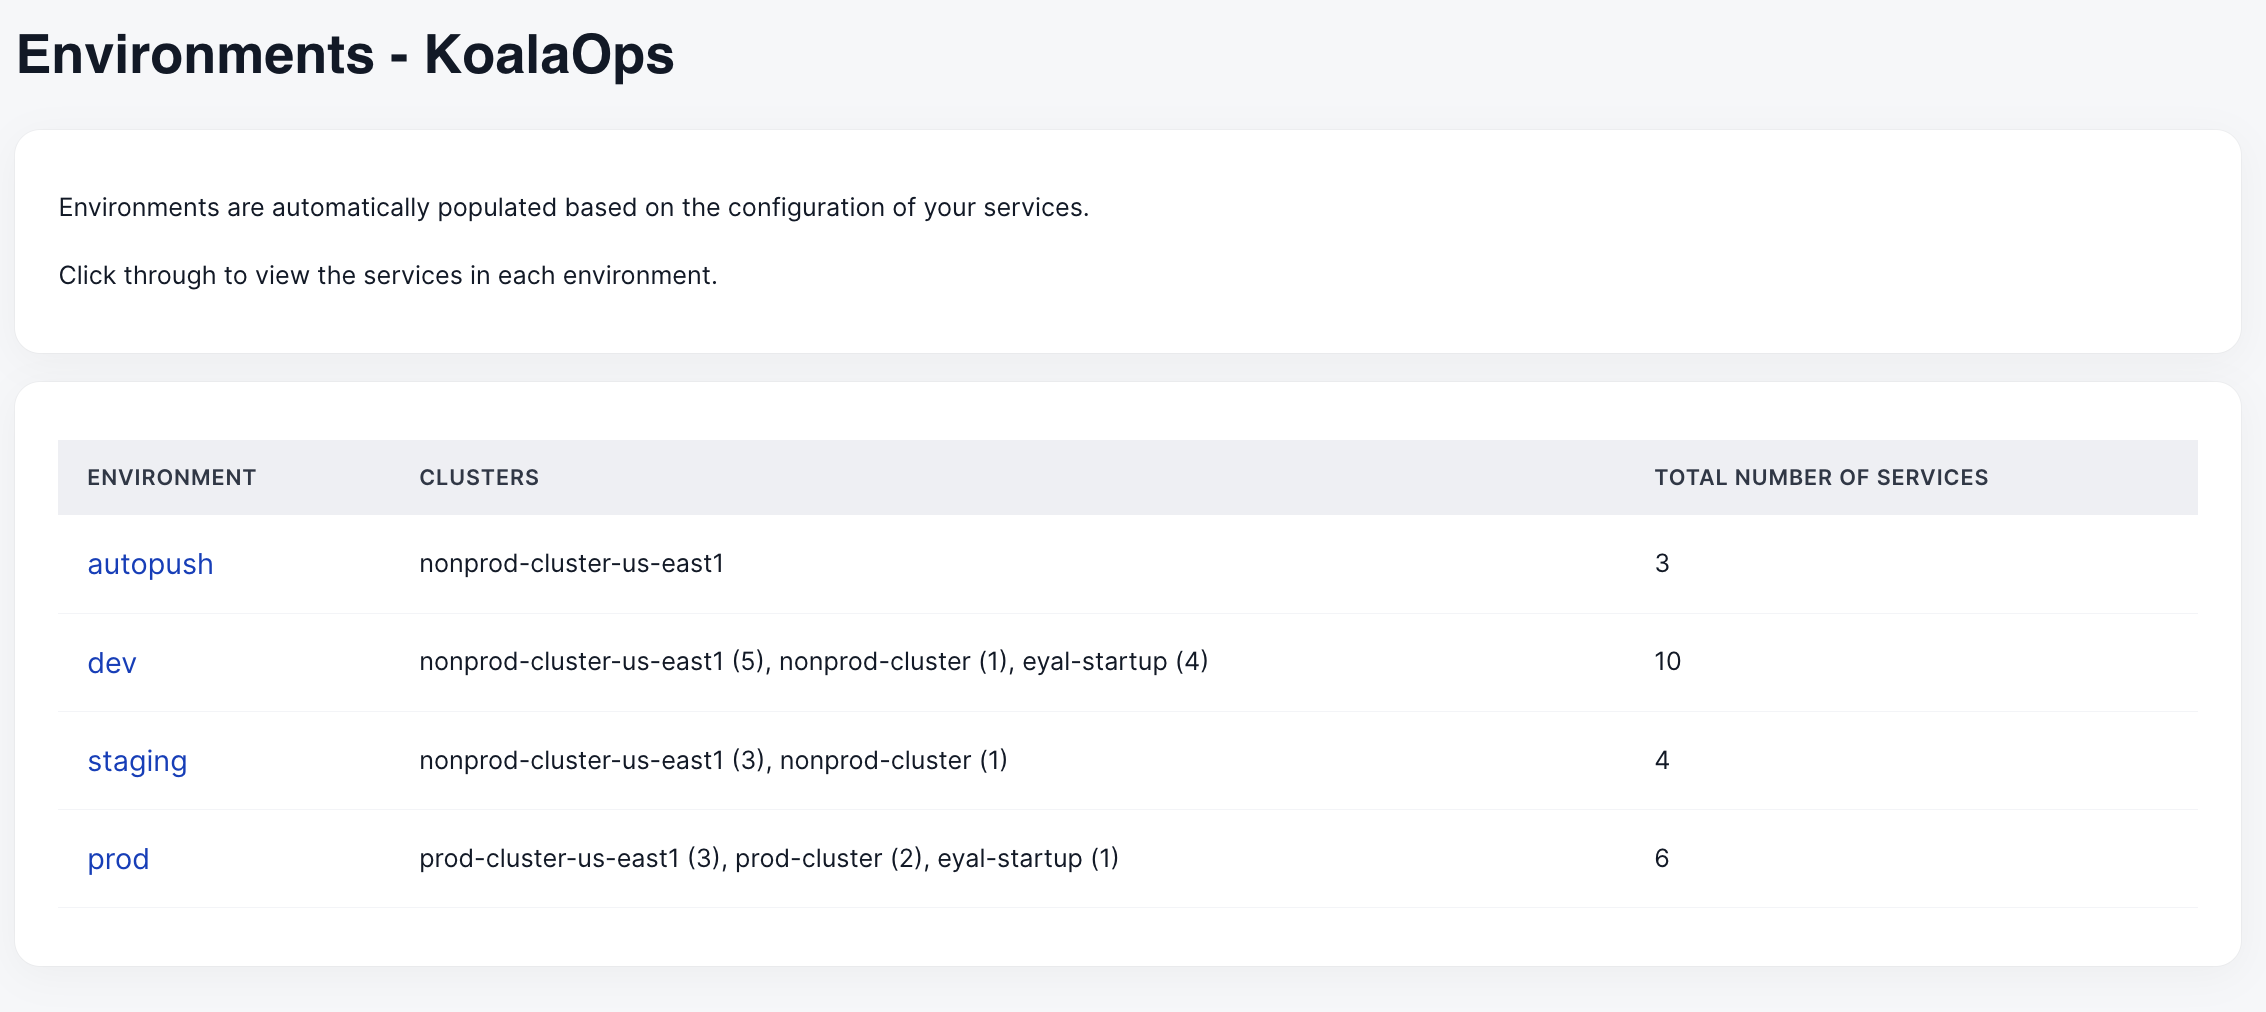 Environments - KoalaOps
Environments are automatically populated based on the configuration of your services.
Click through to view the services in each environment.
ENVIRONMENT CLUSTERS TOTAL NUMBER OF SERVICES
autopush nonprod-cluster-us-east1 3
dev nonprod-cluster-us-east1 (5), nonprod-cluster (1), eyal-startup (4) 10
staging nonprod-cluster-us-east1 (3), nonprod-cluster (1) 4
prod prod-cluster-us-east1 (3), prod-cluster (2), eyal-startup (1) 6